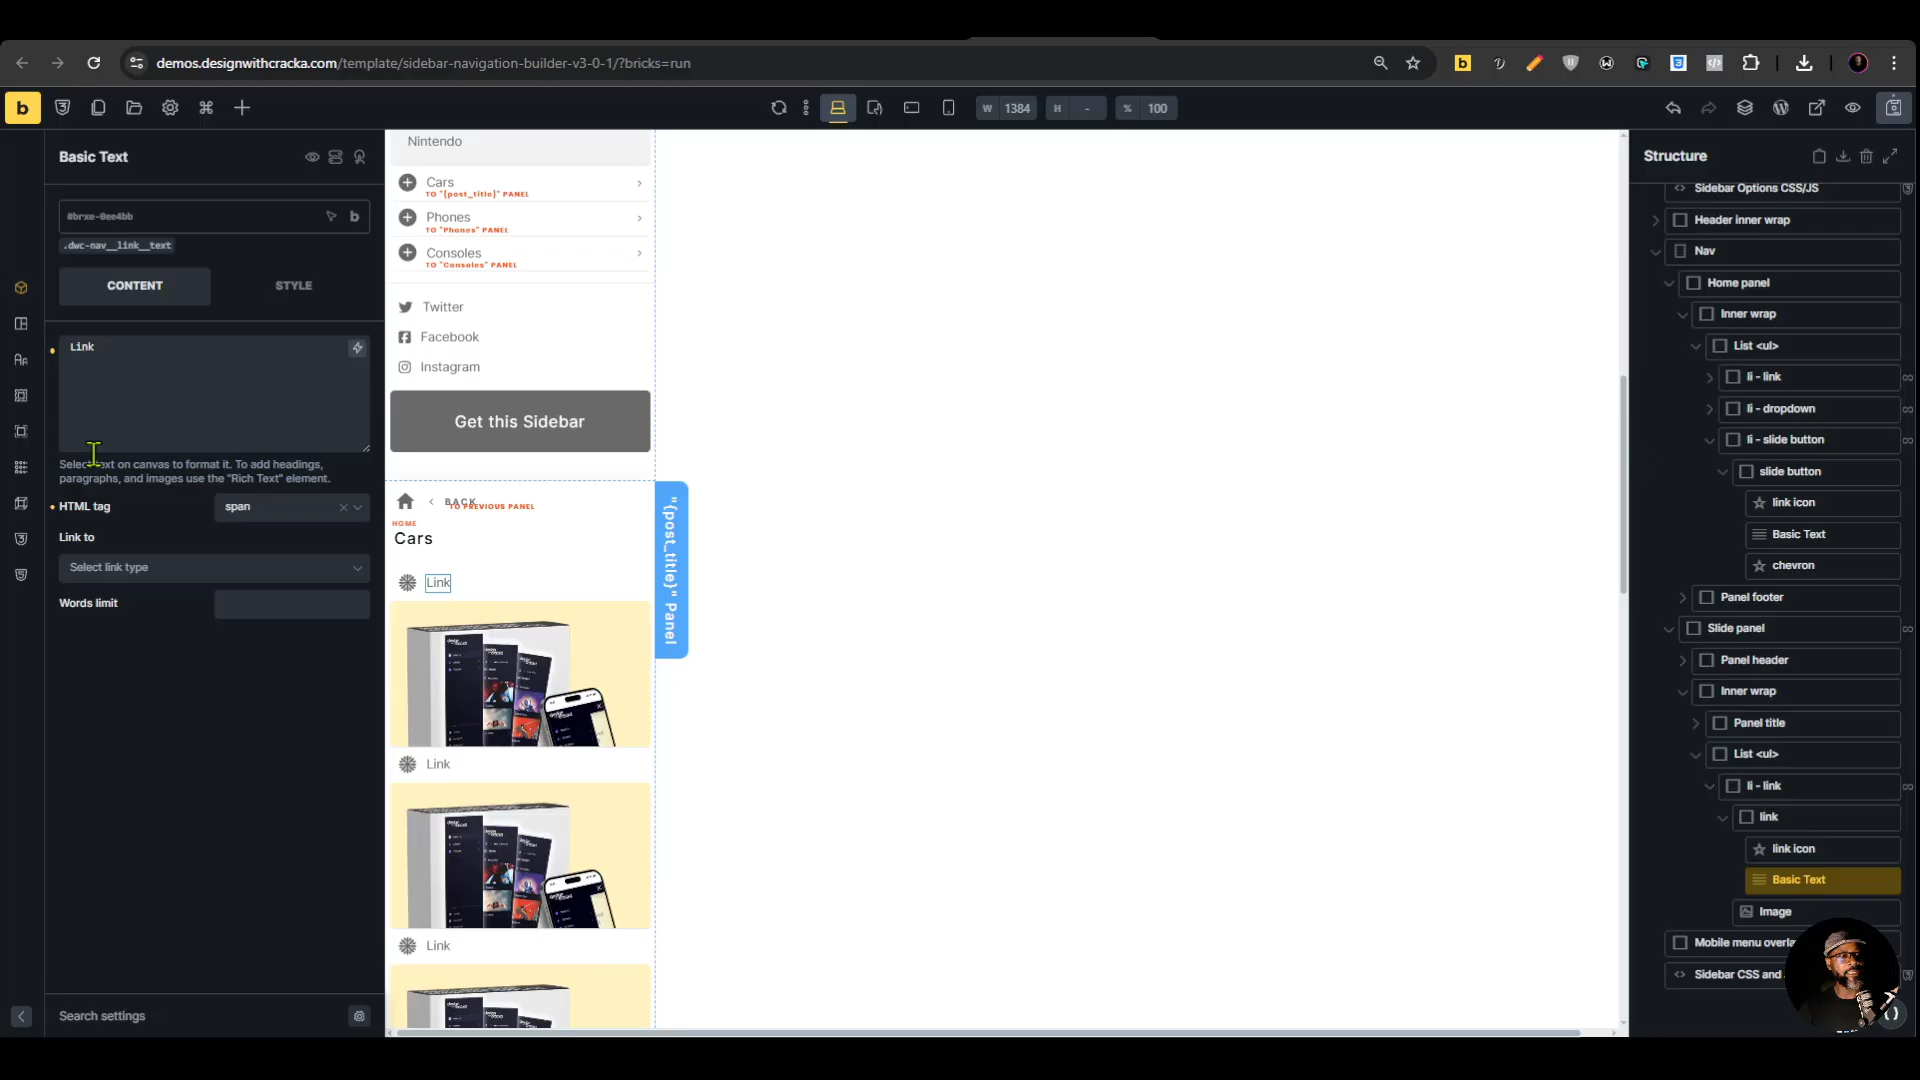 demos.designwithcracka.com/template/sidebar-navigation-builder-v3-0-1/?bricks=run
b
W 1384 H - % 100
Basic Text
#brxe-0ee4bb
b
.dwc-nav__link__text
CONTENT
STYLE
Link
Select text on canvas to format it. To add headings,
paragraphs, and images use the "Rich Text" element.
HTML tag
span
Link to
Select link type
Words limit
Search settings
Nintendo
Cars
TO "{post_title}" PANEL
Phones
TO "Phones" PANEL
Consoles
TO "Consoles" PANEL
Twitter
Facebook
Instagram
Get this Sidebar
BACK
TO PREVIOUS PANEL
HOME
Cars
Link
"{post_title}" Panel
Link
Link
Structure
Sidebar Options CSS/JS
Header inner wrap
Nav
Home panel
Inner wrap
List <ul>
li - link
li - dropdown
li - slide button
slide button
link icon
Basic Text
chevron
Panel footer
Slide panel
Panel header
Inner wrap
Panel title
List <ul>
li - link
link
link icon
Basic Text
Image
Mobile menu overla
Sidebar CSS and